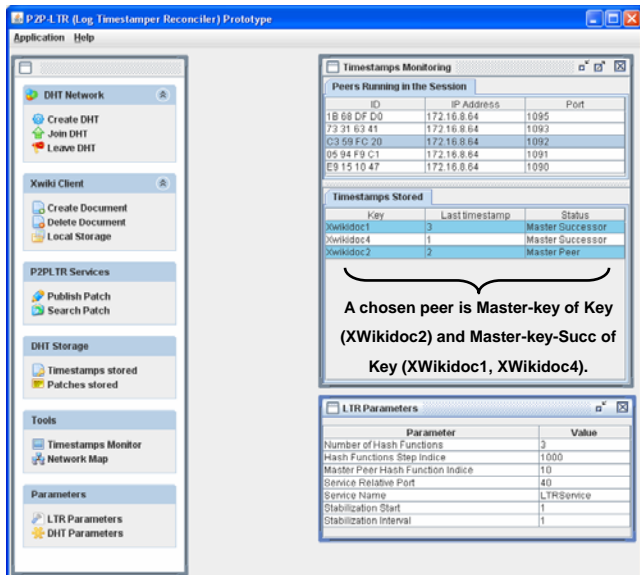 P2P-LTR (Log Timestamper Reconciler) Prototype
Application Help
DHT Network
Create DHT
Join DHT
Leave DHT
Xwiki Client
Create Document
Delete Document
Local Storage
P2PLTR Services
Publish Patch
Search Patch
DHT Storage
Timestamps stored
Patches stored
Tools
Timestamps Monitor
Network Map
Parameters
LTR Parameters
DHT Parameters
Timestamps Monitoring
Peers Running in the Session
ID IP Address Port
1B 68 DF D0 172.16.8.64 1095
73 31 63 41 172.16.8.64 1093
C3 59 FC 20 172.16.8.64 1092
05 94 F9 C1 172.16.8.64 1091
E9 15 10 47 172.16.8.64 1090
Timestamps Stored
Key Last timestamp Status
Xwikidoc1 3 Master Successor
Xwikidoc4 1 Master Successor
Xwikidoc2 2 Master Peer
A chosen peer is Master-key of Key
(XWikidoc2) and Master-key-Succ of
Key (XWikidoc1, XWikidoc4).
LTR Parameters
Parameter Value
Number of Hash Functions 3
Hash Functions Step Indice 1000
Master Peer Hash Function Indice 10
Service Relative Port 40
Service Name LTRService
Stabilization Start 1
Stabilization Interval 1